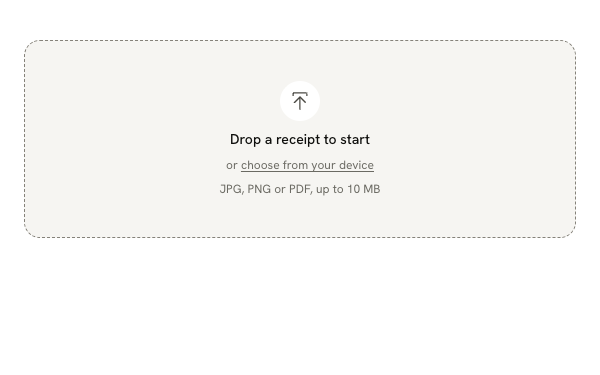 Drop a receipt to start
or choose from your device
JPG, PNG or PDF, up to 10 MB